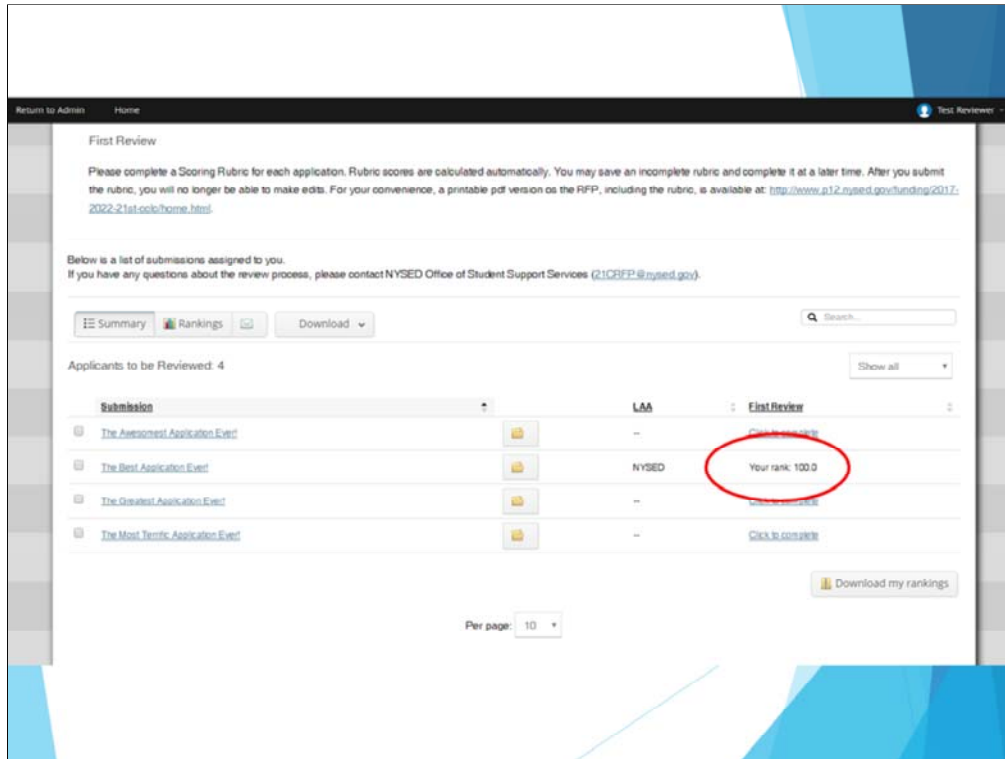 Return to Admin Home Test Reviewer
First Review
Please complete a Scoring Rubric for each application. Rubric scores are calculated automatically. You may save an incomplete rubric and complete it at a later time. After you submit
the rubric, you will no longer be able to make edits. For your convenience, a printable pdf version os the RFP, including the rubric, is available at: http://www.p12.nysed.gov/funding/2017-
2022-21st-cclc/home.html.
Below is a list of submissions assigned to you.
If you have any questions about the review process, please contact NYSED Office of Student Support Services (21CRFP@nysed.gov).
Summary Rankings Download Search...
Applicants to be Reviewed: 4 Show all
Submission LAA First Review
The Awesomest Application Ever! -- Click to complete
The Best Application Ever! NYSED Your rank: 100.0
The Greatest Application Ever! -- Click to complete
The Most Terrific Application Ever! -- Click to complete
Download my rankings
Per page: 10